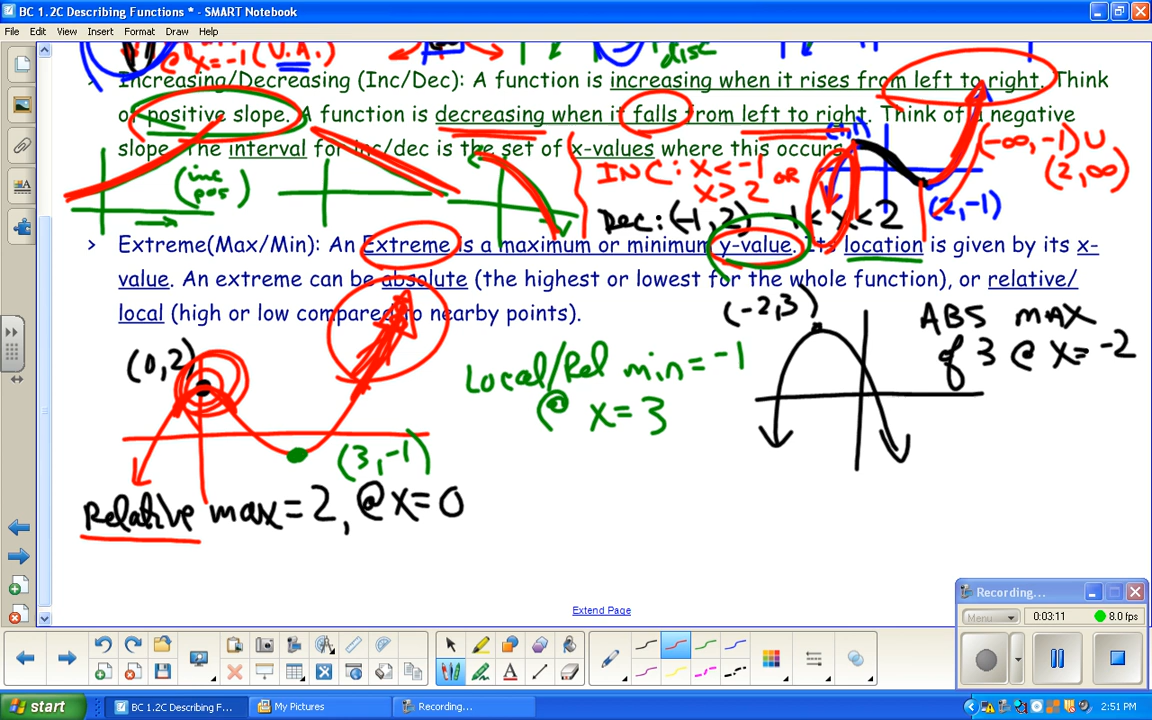 BC 1.2C Describing Functions * - SMART Notebook
File Edit View Insert Format Draw Help
@ x=-1 (V.A.)
disc
Increasing/Decreasing (Inc/Dec): A function is increasing when it rises from left to right. Think
of positive slope. A function is decreasing when it falls from left to right. Think of a negative
slope. The interval for inc/dec is the set of x-values where this occurs.
inc
pos
INC: x < -1 OR
x > 2
Dec: (-1, 2) -1 < x < 2
(-∞, -1) U
(2, ∞)
(2, -1)
Extreme(Max/Min): An Extreme is a maximum or minimum y-value. Its location is given by its x-
value. An extreme can be absolute (the highest or lowest for the whole function), or relative/
local (high or low compared to nearby points).
(0, 2)
(3, -1)
Relative max = 2, @ x = 0
Local/Rel min = -1
@ x = 3
(-2, 3)
ABS MAX
of 3 @ x = -2
Extend Page
Recording...
Menu 03:11 8.0 fps
start BC 1.2C Describing F... My Pictures Recording... 2:51 PM